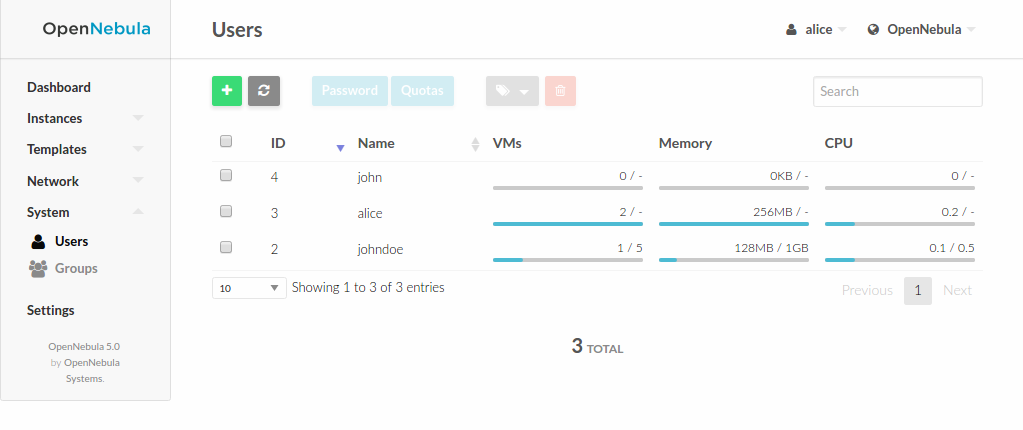 OpenNebula
Users
alice
OpenNebula
Dashboard
Instances
Templates
Network
System
Users
Groups
Settings
OpenNebula 5.0
by OpenNebula
Systems.
Password
Quotas
Search
ID Name VMs Memory CPU
4 john 0 / - 0KB / - 0 / -
3 alice 2 / - 256MB / - 0.2 / -
2 johndoe 1 / 5 128MB / 1GB 0.1 / 0.5
10 Showing 1 to 3 of 3 entries Previous 1 Next
3 TOTAL